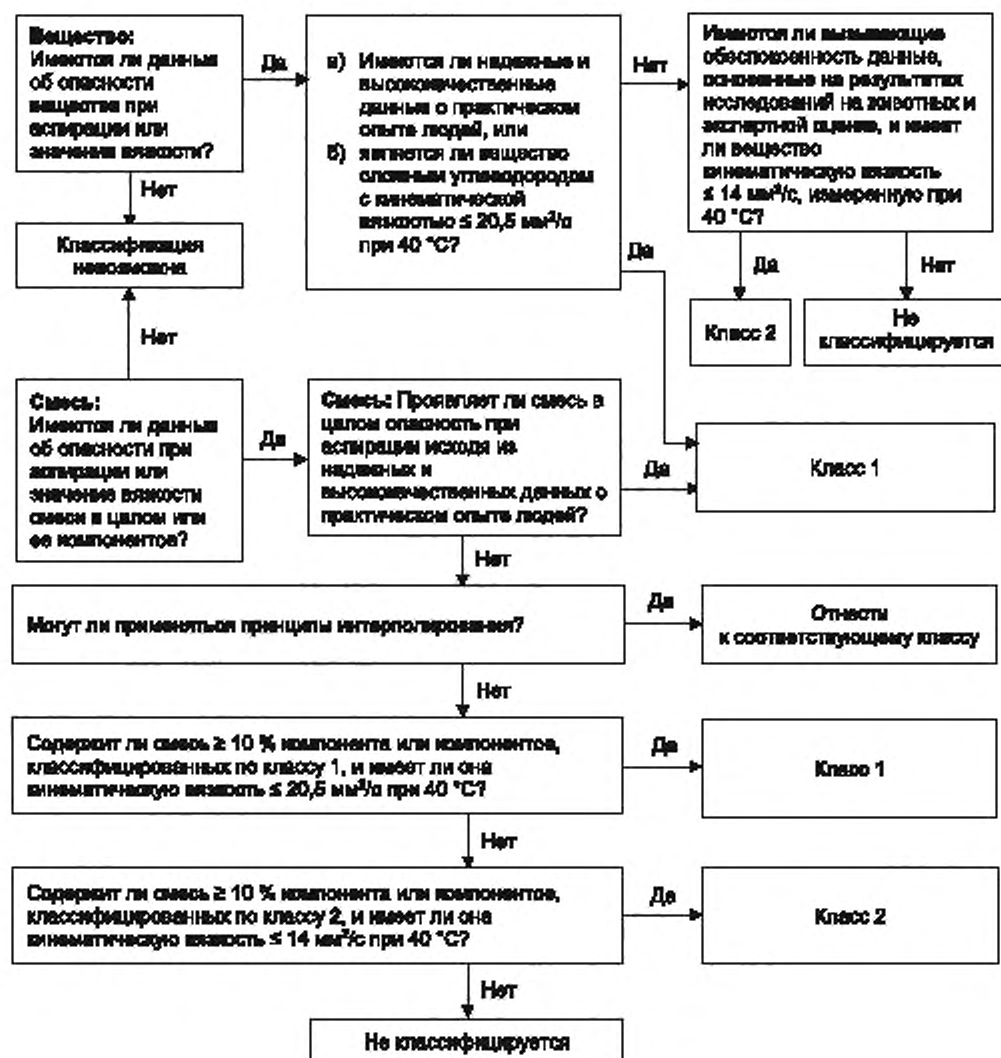 Вещество:
Имеются ли данные
об опасности
вещества при
аспирации или
значение вязкости?
Да
а) Имеются ли надежные и
высококачественные
данные о практическом
опыте людей, или
б) является ли вещество
сложным углеводородом
с кинематической
вязкостью ≤ 20,5 мм²/с
при 40 °С?
Нет
Имеются ли вызывающие
обеспокоенность данные,
основанные на результатах
исследований на животных и
экспертной оценке, и имеет
ли вещество
кинематическую вязкость
≤ 14 мм²/с, измеренную при
40 °С?
Нет
Классификация
невозможна
Да
Да
Нет
Класс 2
Не
классифицируется
Нет
Смесь:
Имеются ли данные
об опасности при
аспирации или
значение вязкости
смеси в целом или
ее компонентов?
Да
Смесь: Проявляет ли смесь в
целом опасность при
аспирации исходя из
надежных и
высококачественных данных о
практическом опыте людей?
Да
Класс 1
Нет
Могут ли применяться принципы интерполирования?
Да
Отнести
к соответствующему классу
Нет
Содержит ли смесь ≥ 10 % компонента или компонентов,
классифицированных по классу 1, и имеет ли она
кинематическую вязкость ≤ 20,5 мм²/с при 40 °С?
Да
Класс 1
Нет
Содержит ли смесь ≥ 10 % компонента или компонентов,
классифицированных по классу 2, и имеет ли она
кинематическую вязкость ≤ 14 мм²/с при 40 °С?
Да
Класс 2
Нет
Не классифицируется